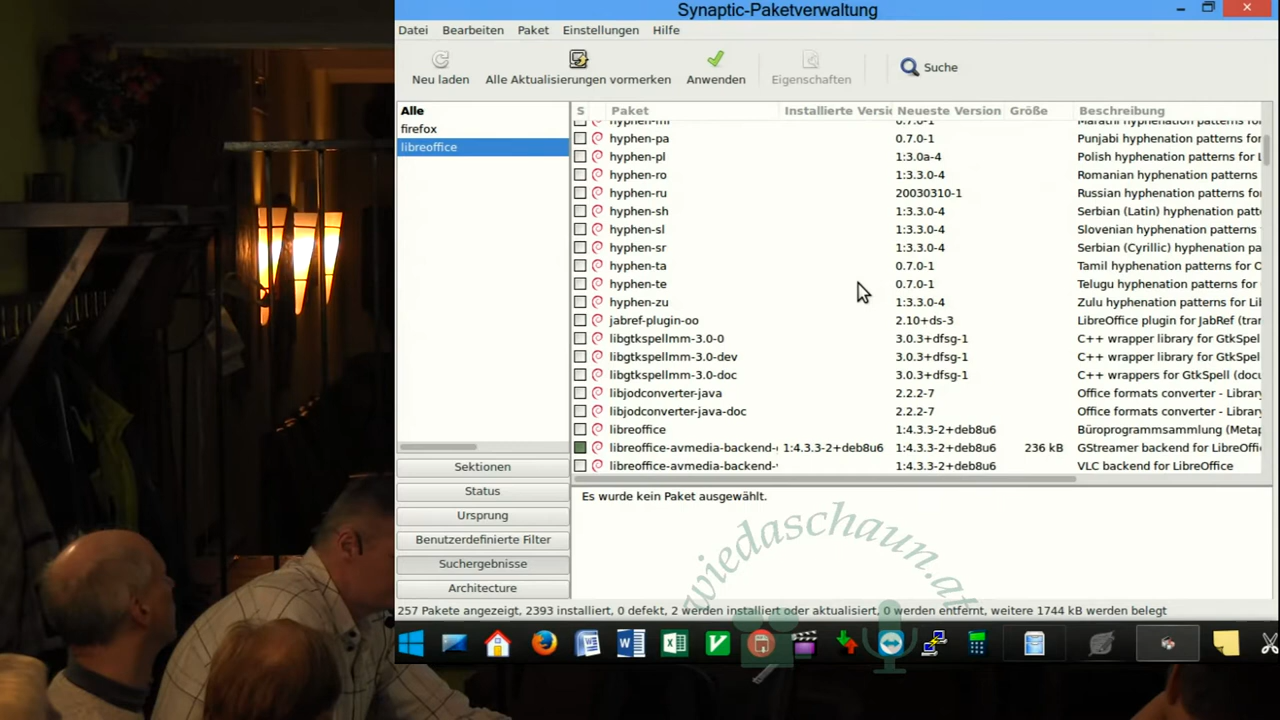 Synaptic-Paketverwaltung
Datei Bearbeiten Paket Einstellungen Hilfe
Neu laden Alle Aktualisierungen vormerken Anwenden Eigenschaften Suche
Alle
firefox
libreoffice
S Paket Installierte Versi Neueste Version Größe Beschreibung
hyphen-pa 0.7.0-1 Punjabi hyphenation patterns for
hyphen-pl 1:3.0a-4 Polish hyphenation patterns for
hyphen-ro 1:3.3.0-4 Romanian hyphenation patterns
hyphen-ru 20030310-1 Russian hyphenation patterns for
hyphen-sh 1:3.3.0-4 Serbian (Latin) hyphenation patt
hyphen-sl 1:3.3.0-4 Slovenian hyphenation patterns
hyphen-sr 1:3.3.0-4 Serbian (Cyrillic) hyphenation pa
hyphen-ta 0.7.0-1 Tamil hyphenation patterns for
hyphen-te 0.7.0-1 Telugu hyphenation patterns for
hyphen-zu 1:3.3.0-4 Zulu hyphenation patterns for Li
jabref-plugin-oo 2.10+ds-3 LibreOffice plugin for JabRef (tra
libgtkspellmm-3.0-0 3.0.3+dfsg-1 C++ wrapper library for GtkSpel
libgtkspellmm-3.0-dev 3.0.3+dfsg-1 C++ wrapper library for GtkSpel
libgtkspellmm-3.0-doc 3.0.3+dfsg-1 C++ wrappers for GtkSpell (docu
libjodconverter-java 2.2.2-7 Office formats converter - Library
libjodconverter-java-doc 2.2.2-7 Office formats converter - Library
libreoffice 1:4.3.3-2+deb8u6 Büroprogrammsammlung (Metap
libreoffice-avmedia-backend- 1:4.3.3-2+deb8u6 1:4.3.3-2+deb8u6 236 kB GStreamer backend for LibreOffi
libreoffice-avmedia-backend- 1:4.3.3-2+deb8u6 VLC backend for LibreOffice
Sektionen
Status
Ursprung
Benutzerdefinierte Filter
Suchergebnisse
Architecture
Es wurde kein Paket ausgewählt.
wiedaschaun.at
257 Pakete angezeigt, 2393 installiert, 0 defekt, 2 werden installiert oder aktualisiert, 0 werden entfernt, weitere 1744 kB werden belegt